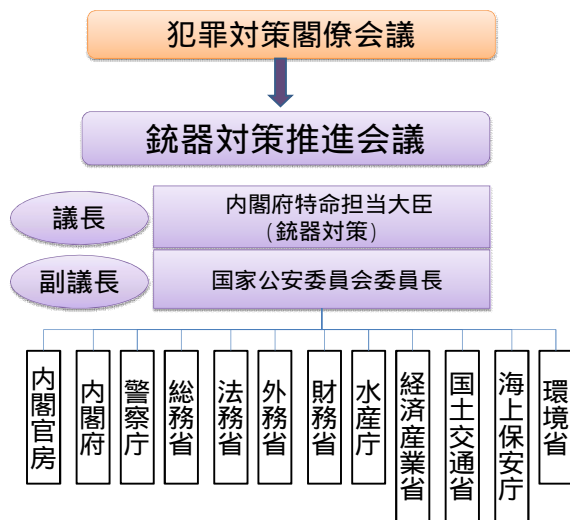 犯罪対策閣僚会議
銃器対策推進会議
議長
内閣府特命担当大臣
(銃器対策)
副議長
国家公安委員会委員長
内閣官房
内閣府
警察庁
総務省
法務省
外務省
財務省
水産庁
経済産業省
国土交通省
海上保安庁
環境省